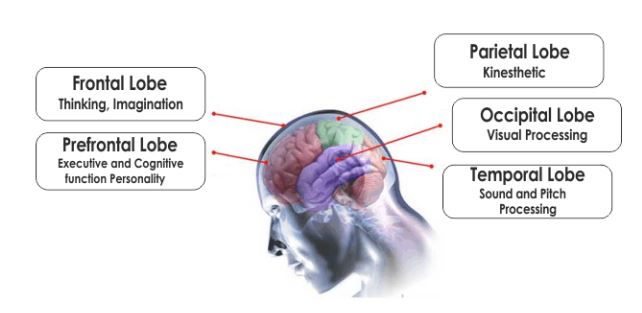 Frontal Lobe
Thinking, Imagination
Prefrontal Lobe
Executive and Cognitive
function Personality
Parietal Lobe
Kinesthetic
Occipital Lobe
Visual Processing
Temporal Lobe
Sound and Pitch
Processing